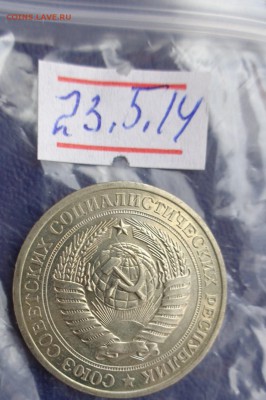 COINS.LAVE.RU
23.5.14
СОЮЗ СОВЕТСКИХ СОЦИАЛИСТИЧЕСКИХ РЕСПУБЛИК